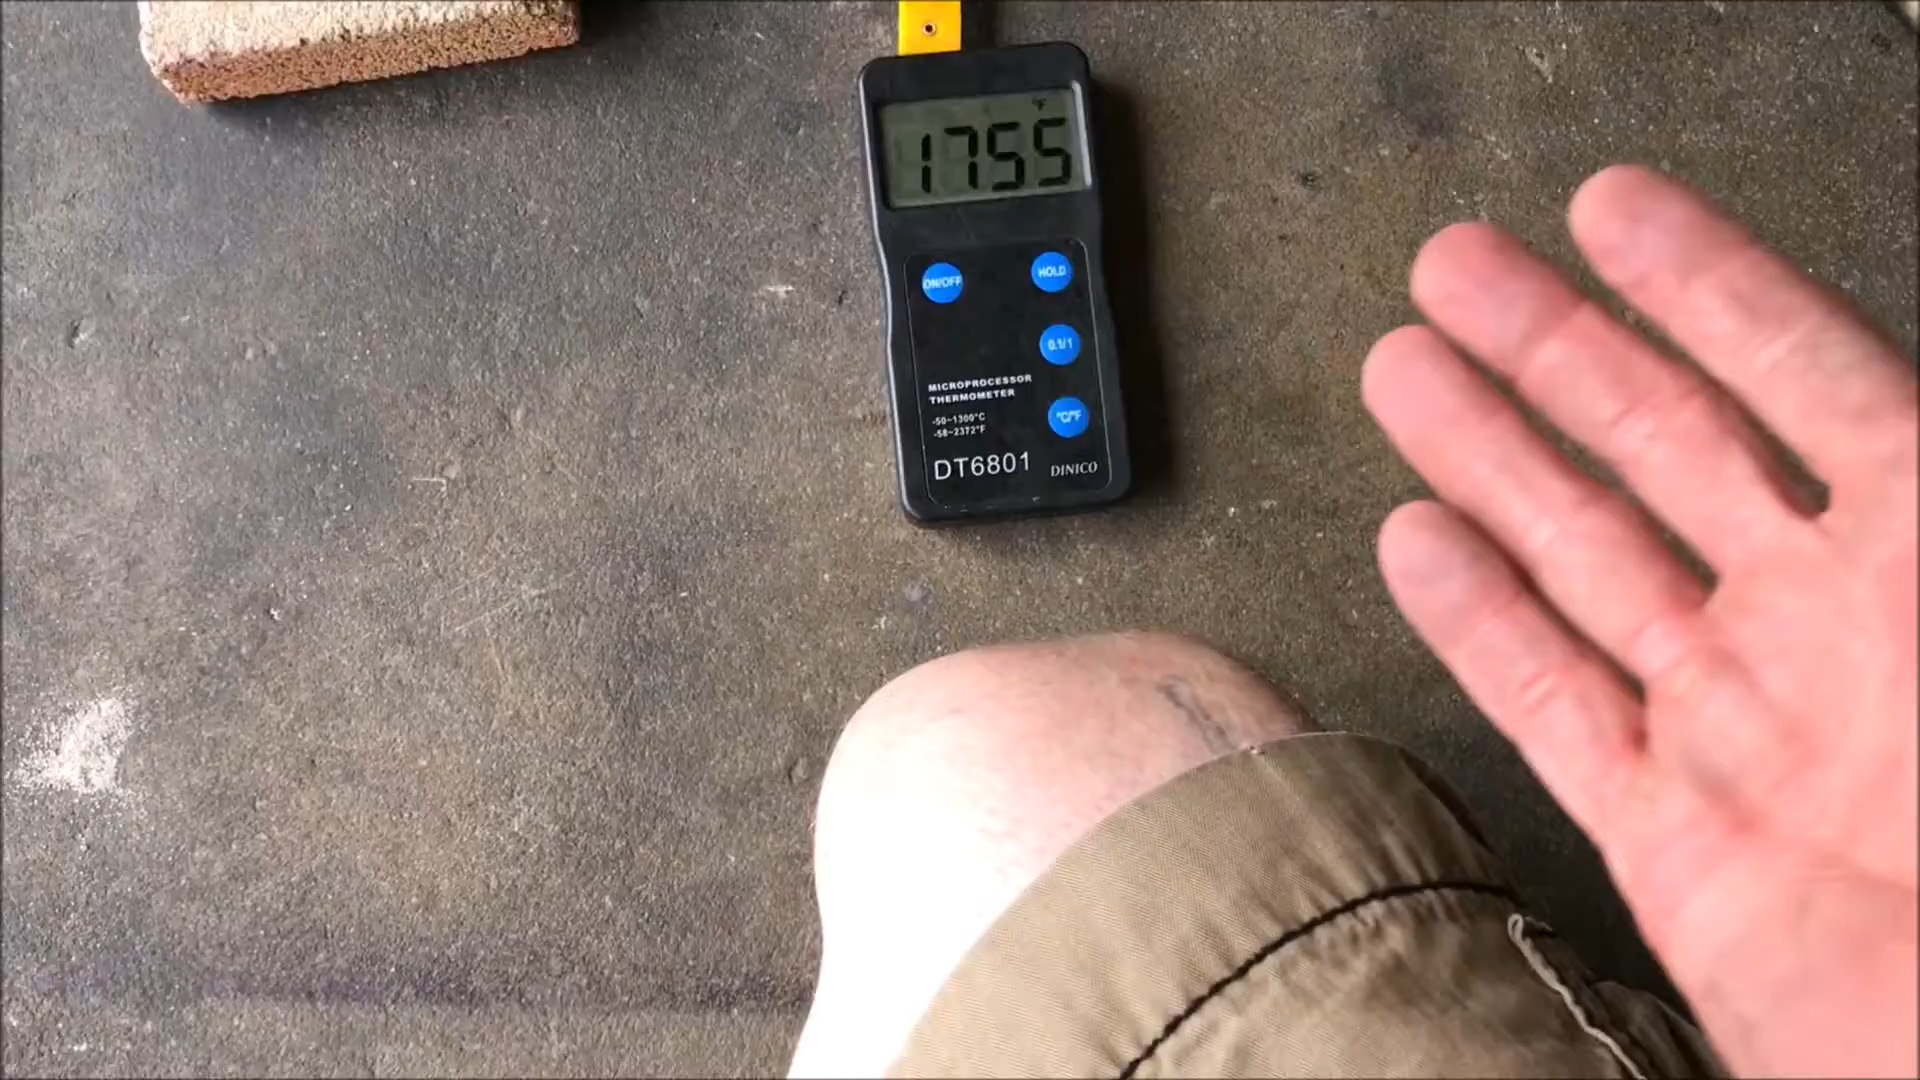 °F
1755
ON/OFF
HOLD
0.1/1
MICROPROCESSOR
THERMOMETER
-50~1300°C
-58~2372°F
°C/°F
DT6801
DINICO